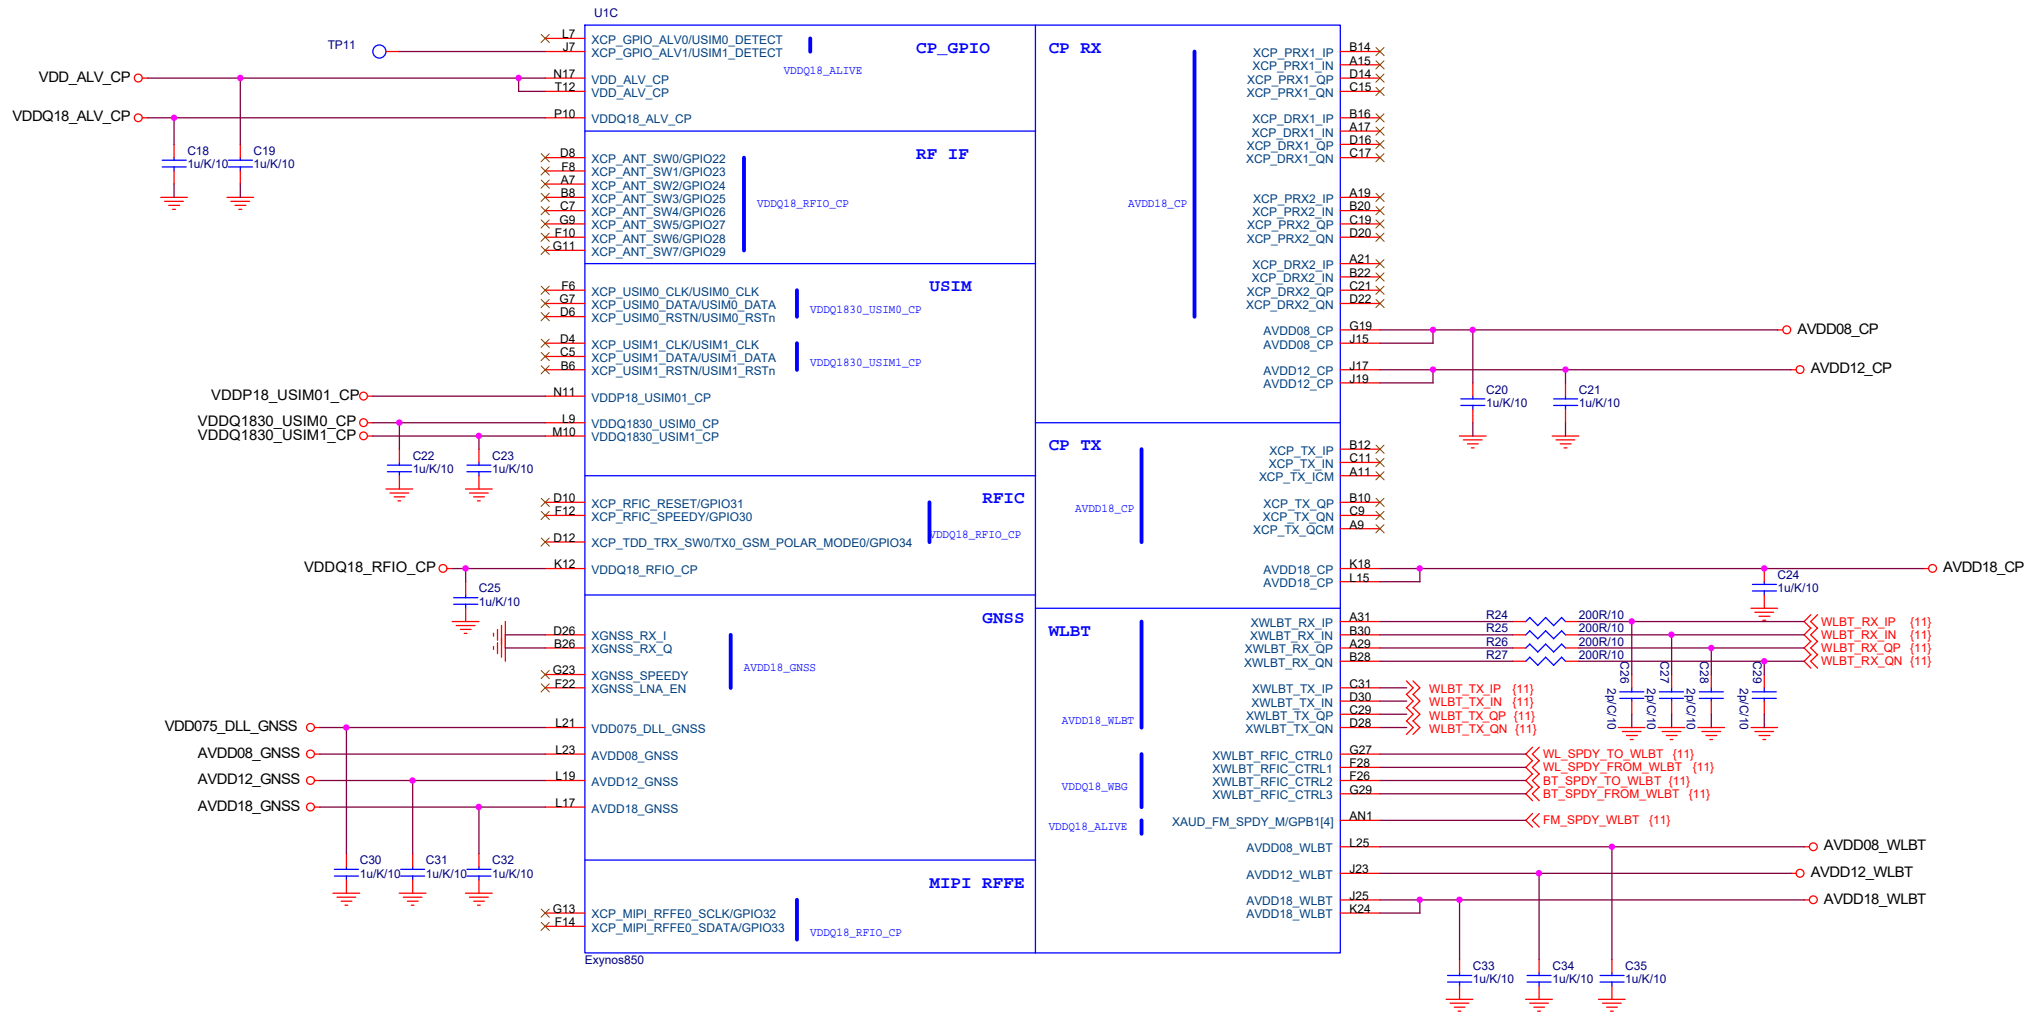 U1C
TP11
VDD_ALV_CP
VDDQ18_ALV_CP
C18
1u/K/10
C19
1u/K/10
L7
J7
N17
T12
P10
XCP_GPIO_ALV0/USIM0_DETECT
XCP_GPIO_ALV1/USIM1_DETECT
VDD_ALV_CP
VDD_ALV_CP
VDDQ18_ALV_CP
CP_GPIO
VDDQ18_ALIVE
RF IF
D8
F8
A7
B8
C7
G9
F10
G11
XCP_ANT_SW0/GPIO22
XCP_ANT_SW1/GPIO23
XCP_ANT_SW2/GPIO24
XCP_ANT_SW3/GPIO25
XCP_ANT_SW4/GPIO26
XCP_ANT_SW5/GPIO27
XCP_ANT_SW6/GPIO28
XCP_ANT_SW7/GPIO29
VDDQ18_RFIO_CP
USIM
F6
G7
D6
XCP_USIM0_CLK/USIM0_CLK
XCP_USIM0_DATA/USIM0_DATA
XCP_USIM0_RSTN/USIM0_RSTn
VDDQ1830_USIM0_CP
D4
C5
B6
XCP_USIM1_CLK/USIM1_CLK
XCP_USIM1_DATA/USIM1_DATA
XCP_USIM1_RSTN/USIM1_RSTn
VDDQ1830_USIM1_CP
VDDP18_USIM01_CP
VDDQ1830_USIM0_CP
VDDQ1830_USIM1_CP
N11
L9
M10
VDDP18_USIM01_CP
VDDQ1830_USIM0_CP
VDDQ1830_USIM1_CP
C22
1u/K/10
C23
1u/K/10
RFIC
D10
F12
D12
K12
XCP_RFIC_RESET/GPIO31
XCP_RFIC_SPEEDY/GPIO30
XCP_TDD_TRX_SW0/TX0_GSM_POLAR_MODE0/GPIO34
VDDQ18_RFIO_CP
VDDQ18_RFIO_CP
VDDQ18_RFIO_CP
C25
1u/K/10
GNSS
D26
B26
G23
F22
XGNSS_RX_I
XGNSS_RX_Q
XGNSS_SPEEDY
XGNSS_LNA_EN
AVDD18_GNSS
VDD075_DLL_GNSS
AVDD08_GNSS
AVDD12_GNSS
AVDD18_GNSS
L21
L23
L19
L17
VDD075_DLL_GNSS
AVDD08_GNSS
AVDD12_GNSS
AVDD18_GNSS
C30
1u/K/10
C31
1u/K/10
C32
1u/K/10
MIPI RFFE
G13
F14
XCP_MIPI_RFFE0_SCLK/GPIO32
XCP_MIPI_RFFE0_SDATA/GPIO33
VDDQ18_RFIO_CP
Exynos850
CP RX
AVDD18_CP
XCP_PRX1_IP
XCP_PRX1_IN
XCP_PRX1_QP
XCP_PRX1_QN
B14
A15
D14
C15
XCP_DRX1_IP
XCP_DRX1_IN
XCP_DRX1_QP
XCP_DRX1_QN
B16
A17
D16
C17
XCP_PRX2_IP
XCP_PRX2_IN
XCP_PRX2_QP
XCP_PRX2_QN
A19
B20
C19
D20
XCP_DRX2_IP
XCP_DRX2_IN
XCP_DRX2_QP
XCP_DRX2_QN
A21
B22
C21
D22
AVDD08_CP
AVDD08_CP
AVDD12_CP
AVDD12_CP
G19
J15
J17
J19
AVDD08_CP
AVDD12_CP
C20
1u/K/10
C21
1u/K/10
CP TX
AVDD18_CP
XCP_TX_IP
XCP_TX_IN
XCP_TX_ICM
B12
C11
A11
XCP_TX_QP
XCP_TX_QN
XCP_TX_QCM
B10
C9
A9
AVDD18_CP
AVDD18_CP
K18
L15
AVDD18_CP
C24
1u/K/10
WLBT
XWLBT_RX_IP
XWLBT_RX_IN
XWLBT_RX_QP
XWLBT_RX_QN
A31
B30
A29
B28
R24 200R/10
R25 200R/10
R26 200R/10
R27 200R/10
WLBT_RX_IP {11}
WLBT_RX_IN {11}
WLBT_RX_QP {11}
WLBT_RX_QN {11}
C26
2p/C/10
C27
2p/C/10
C28
2p/C/10
C29
2p/C/10
AVDD18_WLBT
XWLBT_TX_IP
XWLBT_TX_IN
XWLBT_TX_QP
XWLBT_TX_QN
C31
D30
C29
D28
WLBT_TX_IP {11}
WLBT_TX_IN {11}
WLBT_TX_QP {11}
WLBT_TX_QN {11}
VDDQ18_WBG
XWLBT_RFIC_CTRL0
XWLBT_RFIC_CTRL1
XWLBT_RFIC_CTRL2
XWLBT_RFIC_CTRL3
G27
F28
F26
G29
WL_SPDY_TO_WLBT {11}
WL_SPDY_FROM_WLBT {11}
BT_SPDY_TO_WLBT {11}
BT_SPDY_FROM_WLBT {11}
VDDQ18_ALIVE
XAUD_FM_SPDY_M/GPB1[4]
AN1
FM_SPDY_WLBT {11}
AVDD08_WLBT
AVDD12_WLBT
AVDD18_WLBT
AVDD18_WLBT
L25
J23
J25
K24
AVDD08_WLBT
AVDD12_WLBT
AVDD18_WLBT
C33
1u/K/10
C34
1u/K/10
C35
1u/K/10